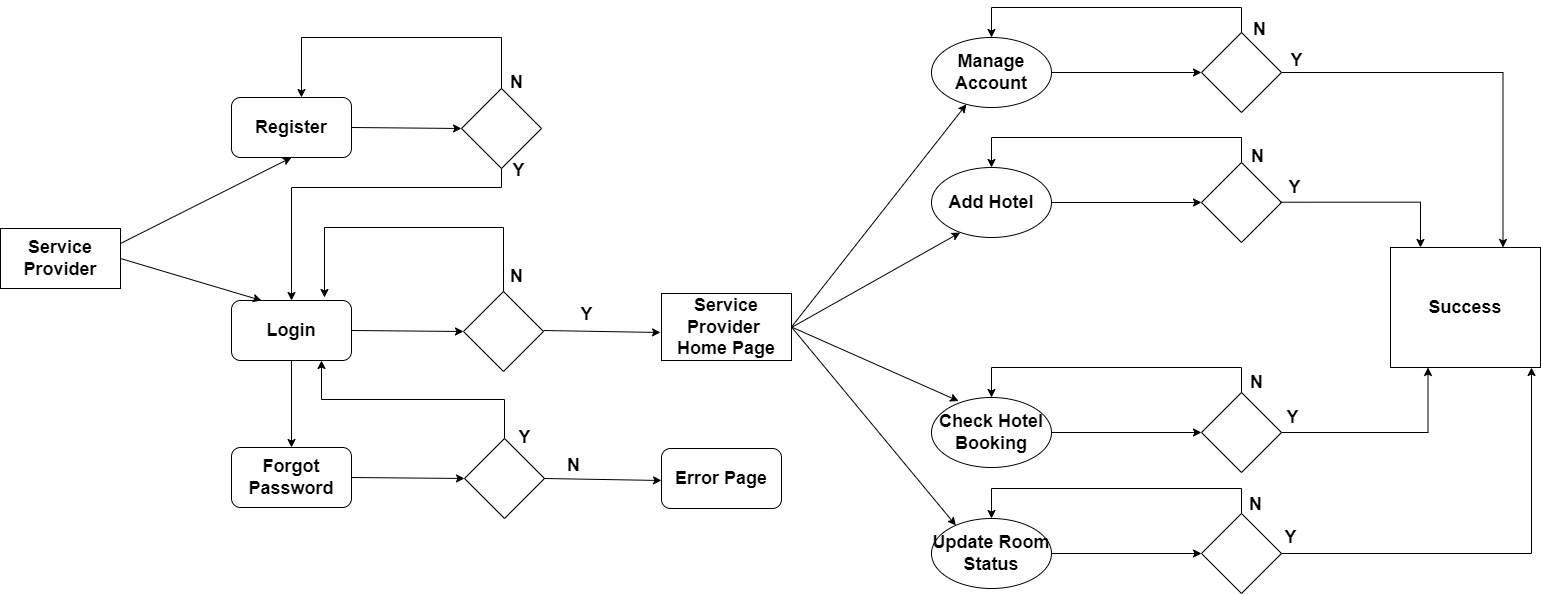 Manage
Account
N
Y
Register
N
Y
Add Hotel
N
Y
Service
Provider
Login
N
Y
Service
Provider
Home Page
Success
Check Hotel
Booking
N
Y
Forgot
Password
Y
N
Error Page
Update Room
Status
N
Y